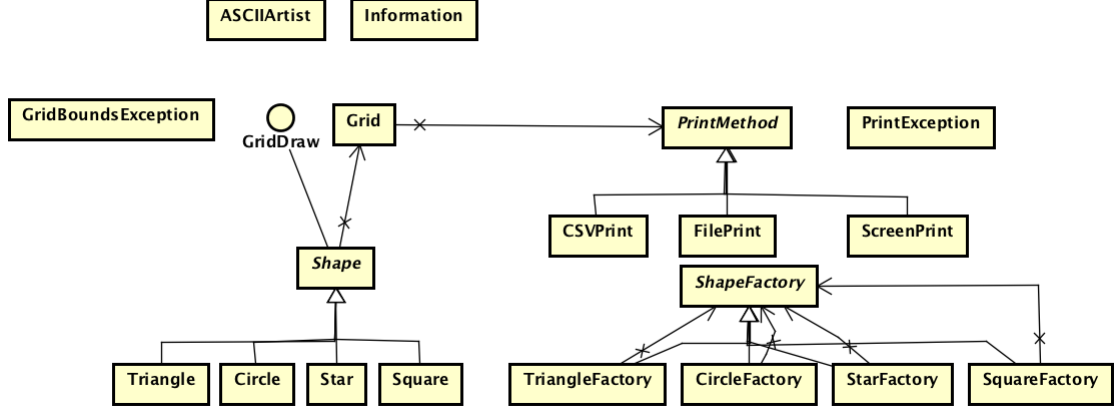 ASCIIArtist
Information
GridBoundsException
GridDraw
Grid
PrintMethod
PrintException
CSVPrint
FilePrint
ScreenPrint
Shape
ShapeFactory
Triangle
Circle
Star
Square
TriangleFactory
CircleFactory
StarFactory
SquareFactory